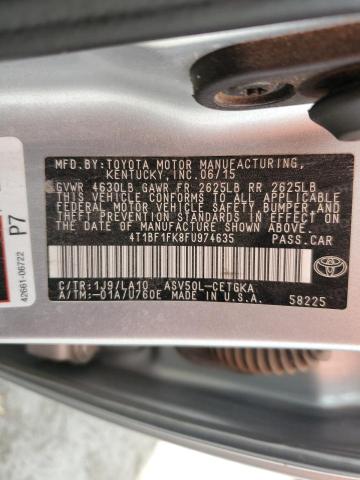 MFD.BY:TOYOTA MOTOR MANUFACTURING,
KENTUCKY,INC.06/15
GVWR 4630LB GAWR FR 2625LB RR 2625LB
THIS VEHICLE CONFORMS TO ALL APPLICABLE
FEDERAL MOTOR VEHICLE SAFETY, BUMPER, AND
THEFT PREVENTION STANDARDS IN EFFECT ON
THE DATE OF MANUFACTURE SHOWN ABOVE.
4T1BF1FK8FU974635 PASS.CAR
C/TR:1J9/LA10 ASV50L-CETGKA
A/TM:-01A/U760E MADE IN U.S.A.
58225
P7
42661-06722